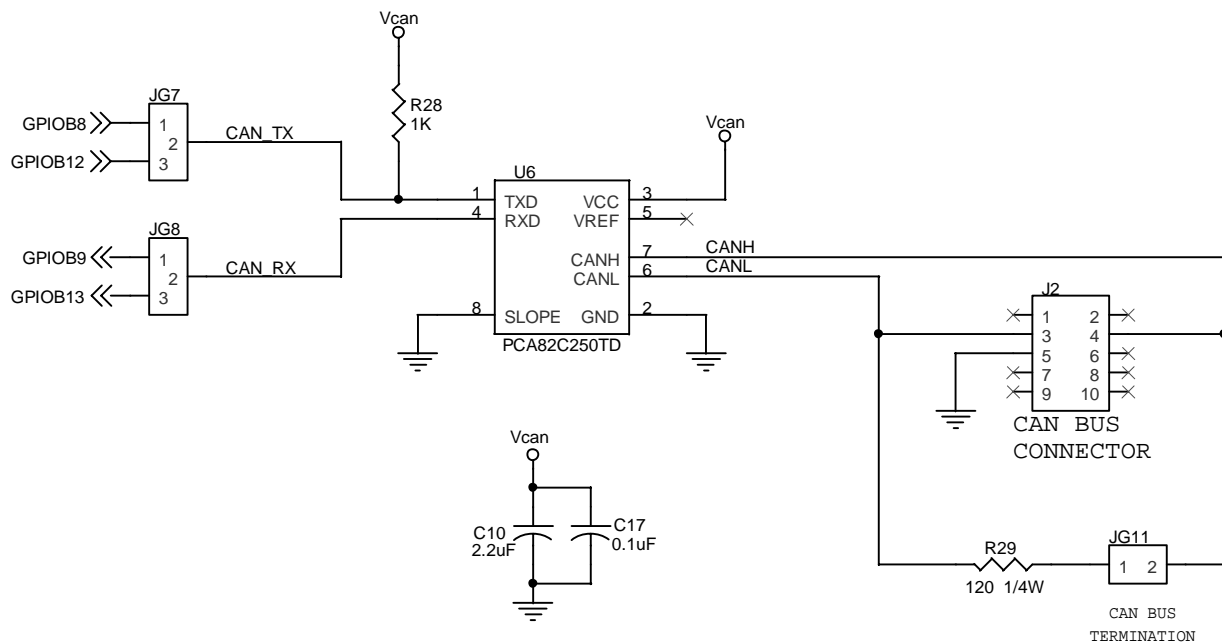 Vcan
JG7
R28
1K
Vcan
GPIOB8
1
2
CAN_TX
GPIOB12
3
U6
1
TXD
VCC
3
4
RXD
VREF
5
JG8
GPIOB9
1
2
CAN_RX
GPIOB13
3
CANH
7
CANH
CANL
6
CANL
8
SLOPE
GND
2
PCA82C250TD
J2
1 2
3 4
5 6
7 8
9 10
CAN BUS
CONNECTOR
Vcan
C10
2.2uF
C17
0.1uF
R29
120 1/4W
JG11
1 2
CAN BUS
TERMINATION